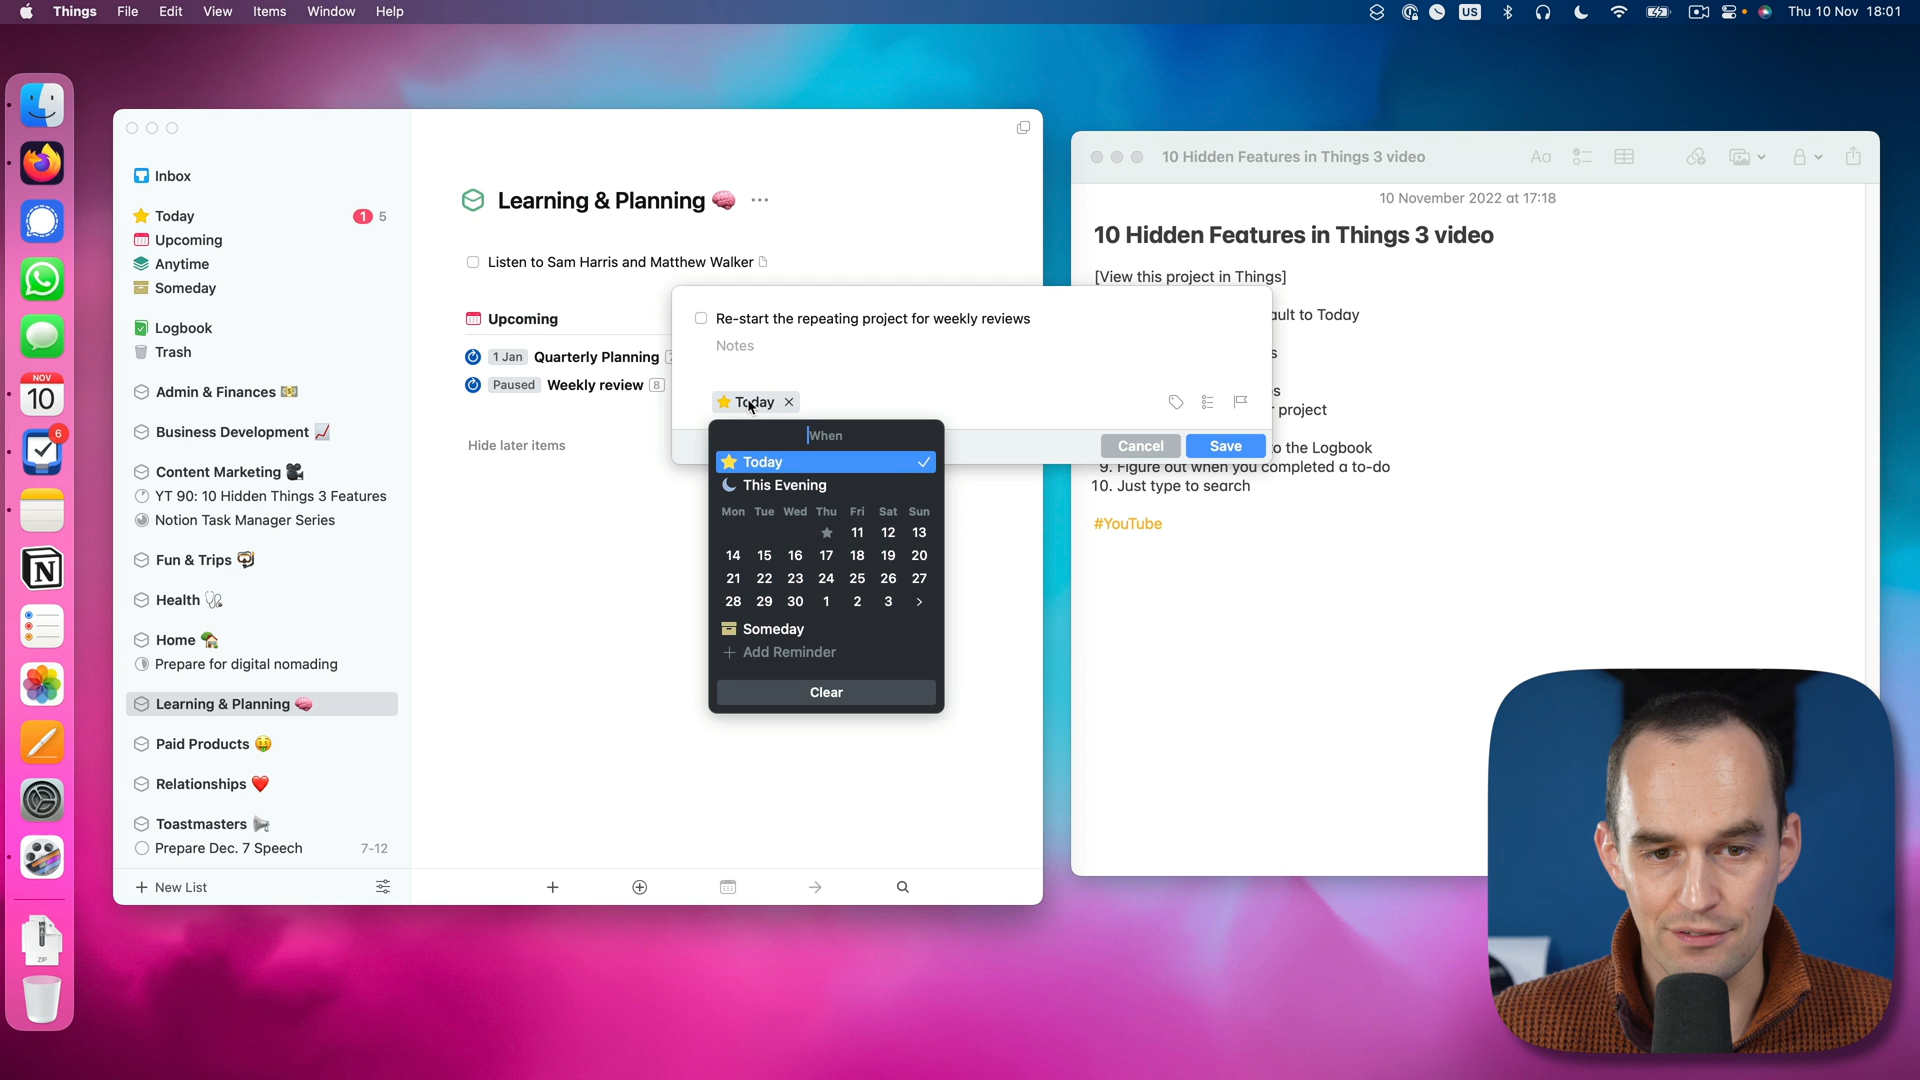 Things File Edit View Items Window Help
US Thu 10 Nov 18:01
NOV
10
6
ZIP
Inbox
Today 1 5
Upcoming
Anytime
Someday
Logbook
Trash
Admin & Finances 💵
Business Development 📈
Content Marketing 🎥
YT 90: 10 Hidden Things 3 Features
Notion Task Manager Series
Fun & Trips 🤿
Health 🩺
Home 🏡
Prepare for digital nomading
Learning & Planning 🧠
Paid Products 🤑
Relationships ❤️
Toastmasters 📢
Prepare Dec. 7 Speech 7-12
+ New List
Learning & Planning 🧠 ...
Listen to Sam Harris and Matthew Walker
Upcoming
1 Jan Quarterly Planning
Paused Weekly review 8
Hide later items
Re-start the repeating project for weekly reviews
Notes
Today ×
Cancel Save
When
Today ✓
This Evening
Mon Tue Wed Thu Fri Sat Sun
11 12 13
14 15 16 17 18 19 20
21 22 23 24 25 26 27
28 29 30 1 2 3 >
Someday
+ Add Reminder
Clear
10 Hidden Features in Things 3 video
Aa
10 November 2022 at 17:18
10 Hidden Features in Things 3 video
[View this project in Things]
ault to Today
s
s
project
to the Logbook
9. Figure out when you completed a to-do
10. Just type to search
#YouTube